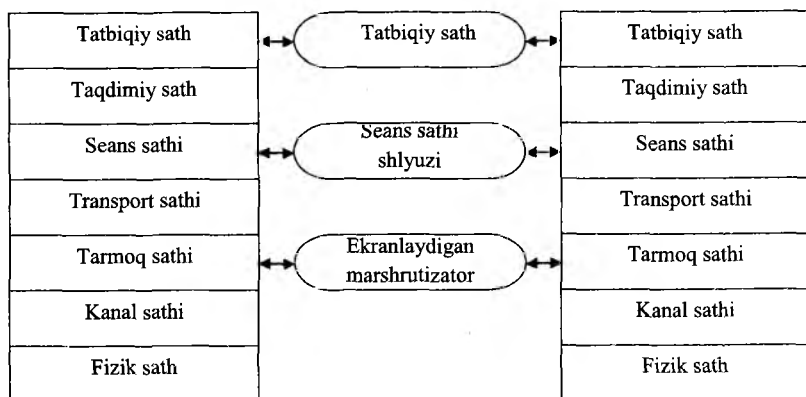 Tatbiqiy sath
Tatbiqiy sath
Tatbiqiy sath
Taqdimiy sath
Taqdimiy sath
Seans sathi
Seans sathi
shlyuzi
Seans sathi
Transport sathi
Transport sathi
Tarmoq sathi
Ekranlaydigan
marshrutizator
Tarmoq sathi
Kanal sathi
Kanal sathi
Fizik sath
Fizik sath